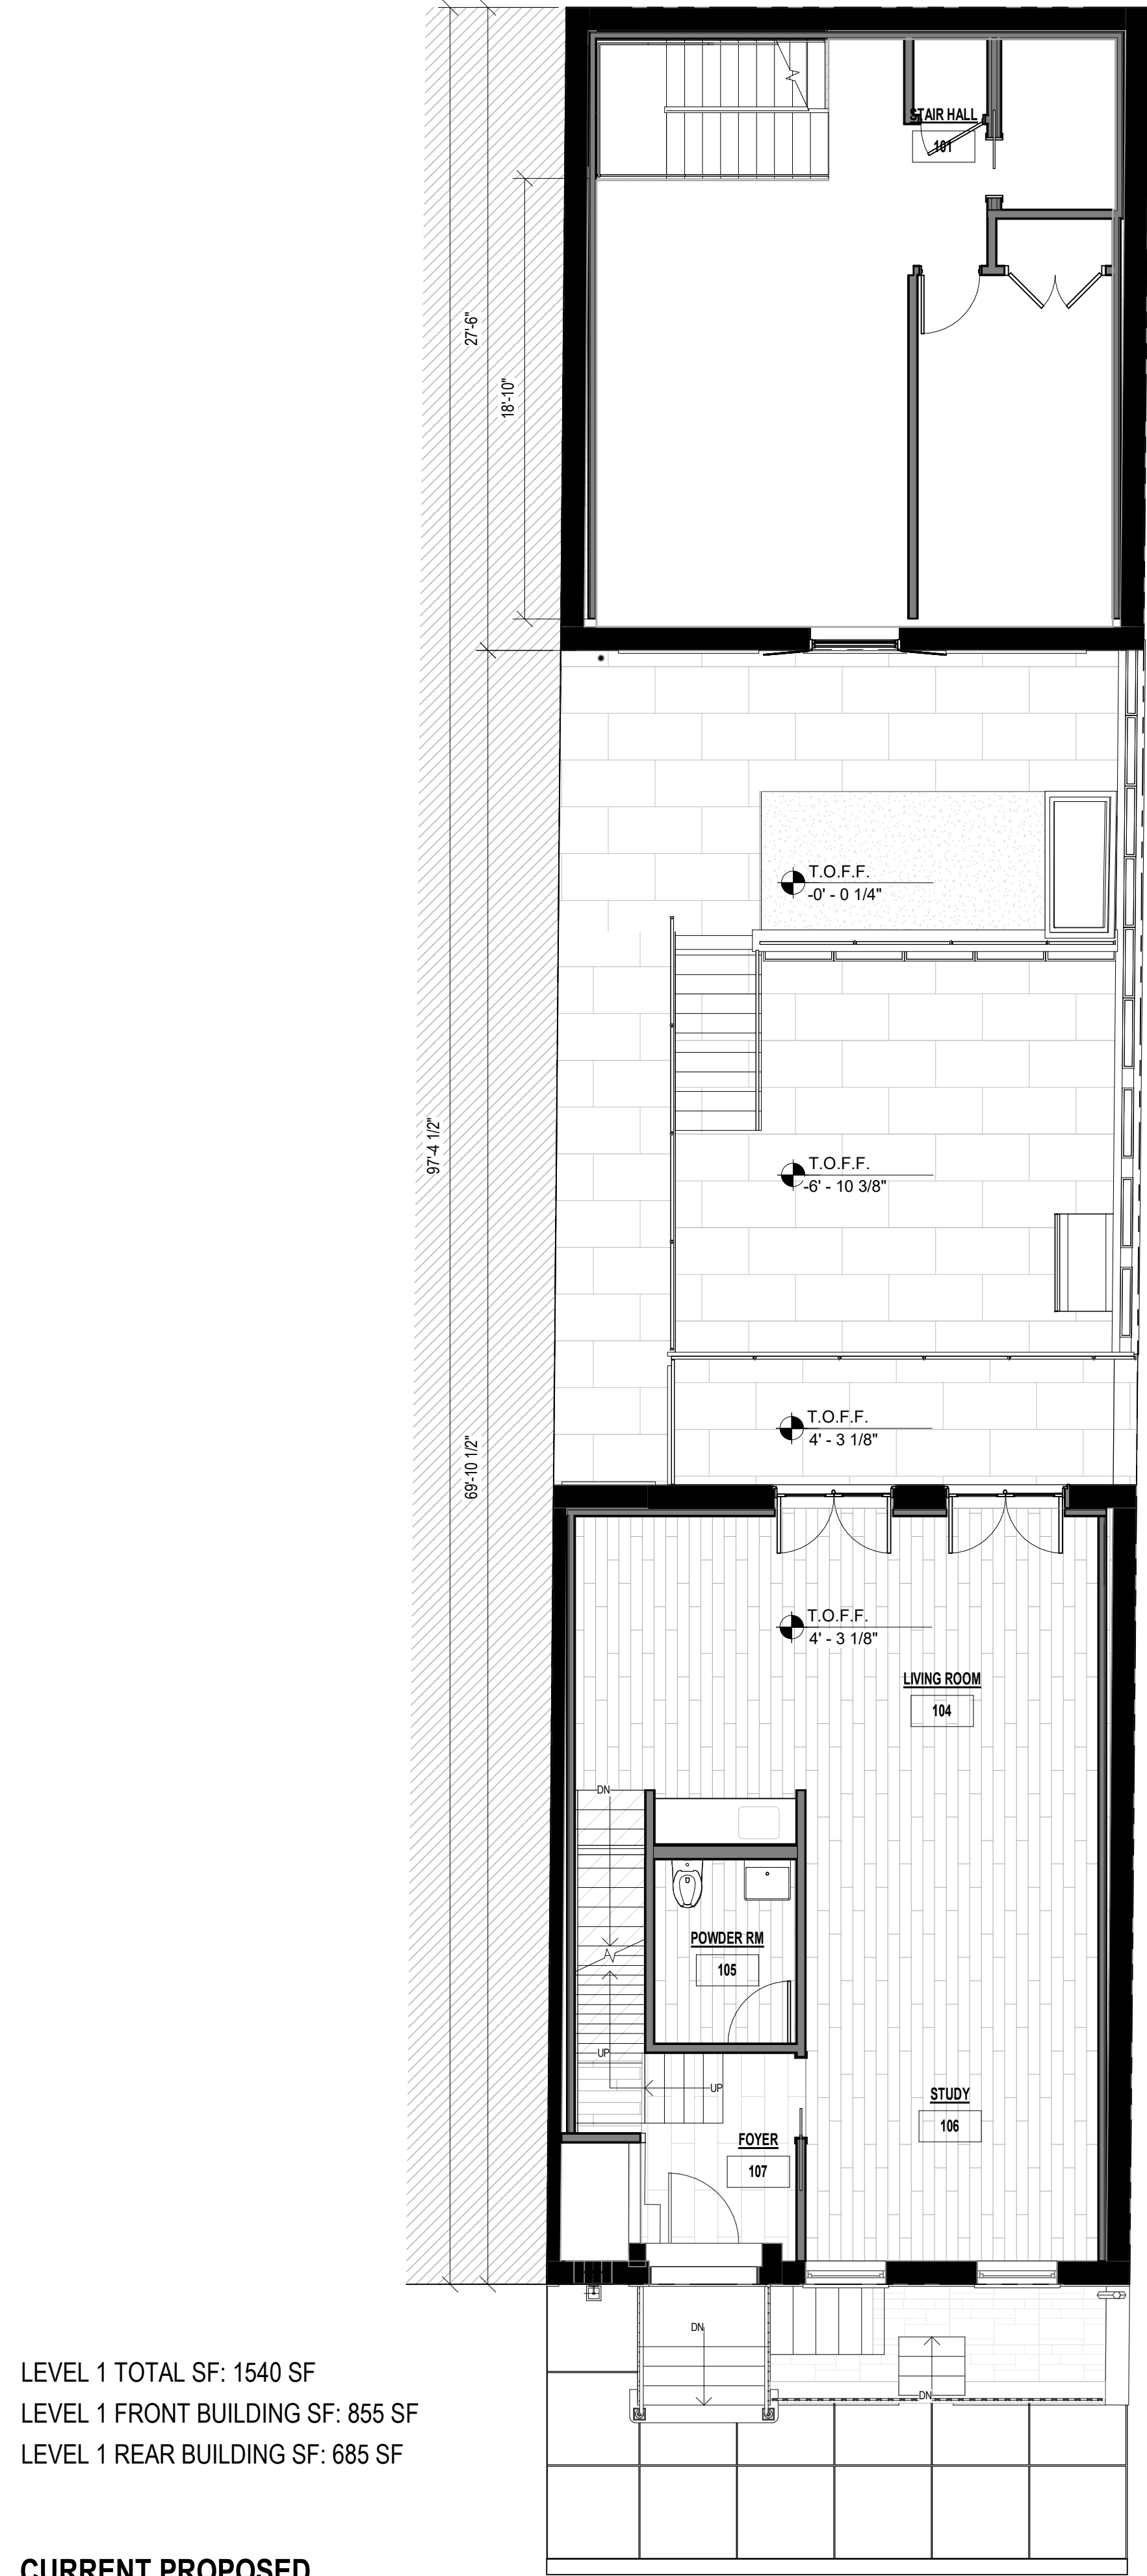 STAIR HALL
101
27'-6"
18'-10"
T.O.F.F.
-0' - 0 1/4"
97'-4 1/2"
T.O.F.F.
-6' - 10 3/8"
T.O.F.F.
4' - 3 1/8"
69'-10 1/2"
T.O.F.F.
4' - 3 1/8"
LIVING ROOM
104
DN
POWDER RM
105
UP
UP
STUDY
106
FOYER
107
DN
DN
LEVEL 1 TOTAL SF: 1540 SF
LEVEL 1 FRONT BUILDING SF: 855 SF
LEVEL 1 REAR BUILDING SF: 685 SF
CURRENT PROPOSED